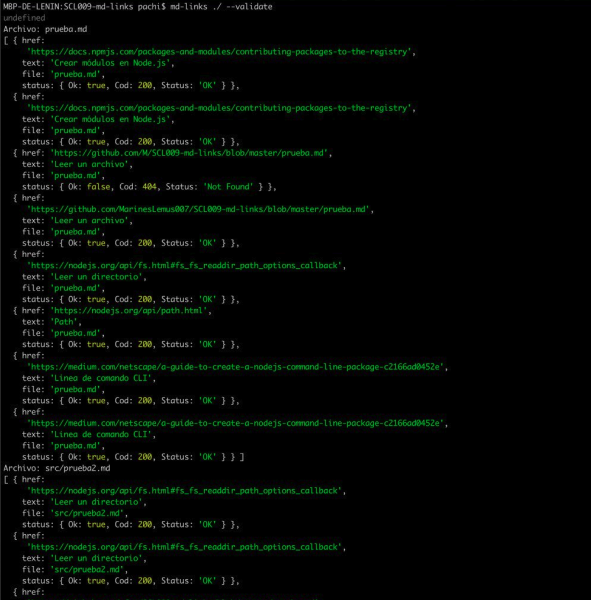 MBP-DE-LENIN:SCL009-md-links pachi$ md-links ./ --validate
undefined
Archivo: prueba.md
[ { href:
'https://docs.npmjs.com/packages-and-modules/contributing-packages-to-the-registry',
text: 'Crear módulos en Node.js',
file: 'prueba.md',
status: { Ok: true, Cod: 200, Status: 'OK' } },
{ href:
'https://docs.npmjs.com/packages-and-modules/contributing-packages-to-the-registry',
text: 'Crear módulos en Node.js',
file: 'prueba.md',
status: { Ok: true, Cod: 200, Status: 'OK' } },
{ href: 'https://github.com/M/SCL009-md-links/blob/master/prueba.md',
text: 'Leer un archivo',
file: 'prueba.md',
status: { Ok: false, Cod: 404, Status: 'Not Found' } },
{ href:
'https://github.com/MarinesLemus007/SCL009-md-links/blob/master/prueba.md',
text: 'Leer un archivo',
file: 'prueba.md',
status: { Ok: true, Cod: 200, Status: 'OK' } },
{ href:
'https://nodejs.org/api/fs.html#fs_fs_readdir_path_options_callback',
text: 'Leer un directorio',
file: 'prueba.md',
status: { Ok: true, Cod: 200, Status: 'OK' } },
{ href: 'https://nodejs.org/api/path.html',
text: 'Path',
file: 'prueba.md',
status: { Ok: true, Cod: 200, Status: 'OK' } },
{ href:
'https://medium.com/netscape/a-guide-to-create-a-nodejs-command-line-package-c2166ad0452e',
text: 'Linea de comando CLI',
file: 'prueba.md',
status: { Ok: true, Cod: 200, Status: 'OK' } },
{ href:
'https://medium.com/netscape/a-guide-to-create-a-nodejs-command-line-package-c2166ad0452e',
text: 'Linea de comando CLI',
file: 'prueba.md',
status: { Ok: true, Cod: 200, Status: 'OK' } } ]
Archivo: src/prueba2.md
[ { href:
'https://nodejs.org/api/fs.html#fs_fs_readdir_path_options_callback',
text: 'Leer un directorio',
file: 'src/prueba2.md',
status: { Ok: true, Cod: 200, Status: 'OK' } },
{ href:
'https://nodejs.org/api/fs.html#fs_fs_readdir_path_options_callback',
text: 'Leer un directorio',
file: 'src/prueba2.md',
status: { Ok: true, Cod: 200, Status: 'OK' } },
{ href: